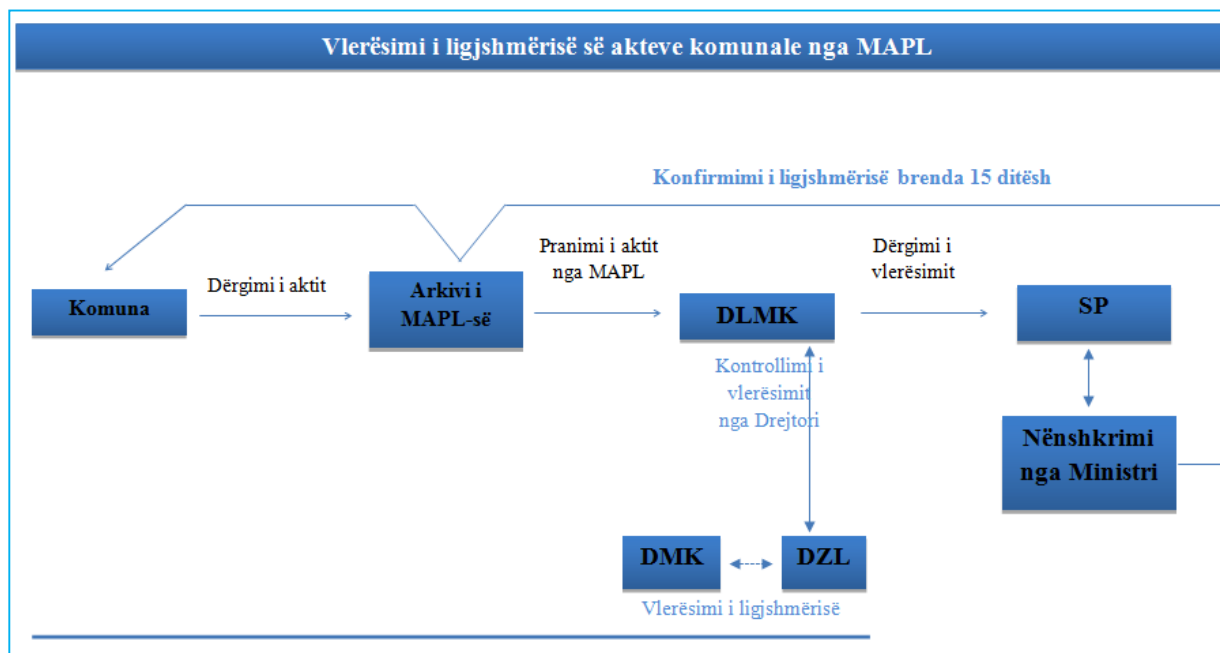 Vlerësimi i ligjshmërisë së akteve komunale nga MAPL
Konfirmimi i ligjshmërisë brenda 15 ditësh
Komuna
Dërgimi i aktit
Arkivi i
MAPL-së
Pranimi i aktit
nga MAPL
DLMK
Dërgimi i
vlerësimit
SP
Kontrollimi i
vlerësimit
nga Drejtori
Nënshkrimi
nga Ministri
DMK
DZL
Vlerësimi i ligjshmërisë